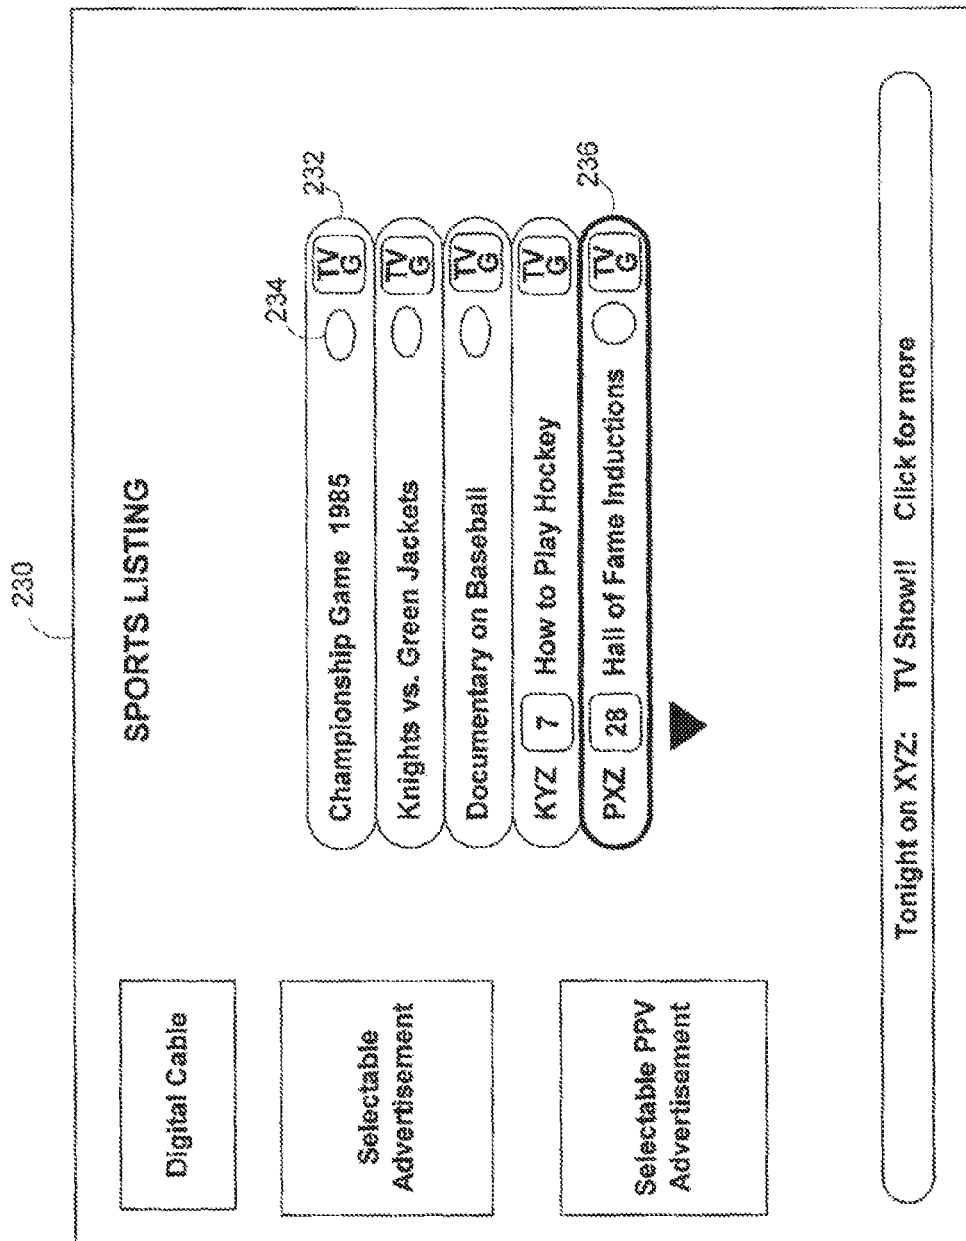 230
SPORTS LISTING
Digital Cable
Selectable
Advertisement
Selectable PPV
Advertisement
234
232
Championship Game 1985 TV G
Knights vs. Green Jackets TV G
Documentary on Baseball TV G
KYZ 7 How to Play Hockey TV G
PXZ 28 Hall of Fame Inductions TV G
236
Tonight on XYZ: TV Show!! Click for more